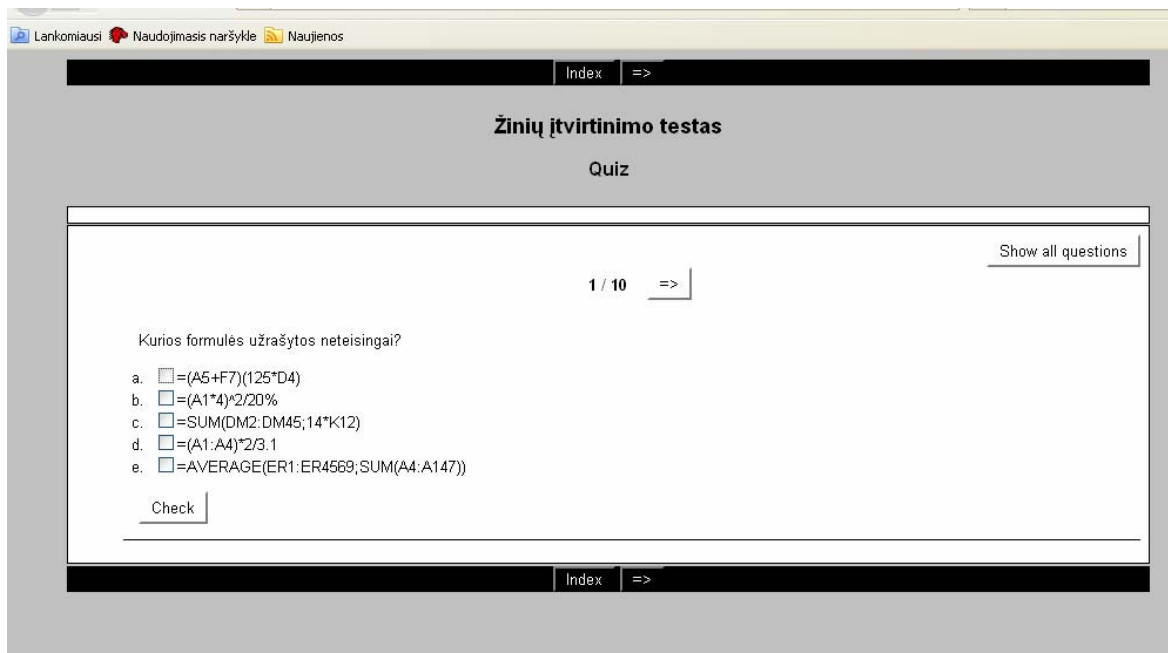 Lankomiausi Naudojimasis naršykle Naujienos
Index =>
Žinių įtvirtinimo testas
Quiz
Show all questions
1 / 10 =>
Kurios formulės užrašytos neteisingai?
a. =(A5+F7)(125*D4)
b. =(A1*4)^2/20%
c. =SUM(DM2:DM45;14*K12)
d. =(A1:A4)*2/3.1
e. =AVERAGE(ER1:ER4569;SUM(A4:A147))
Check
Index =>